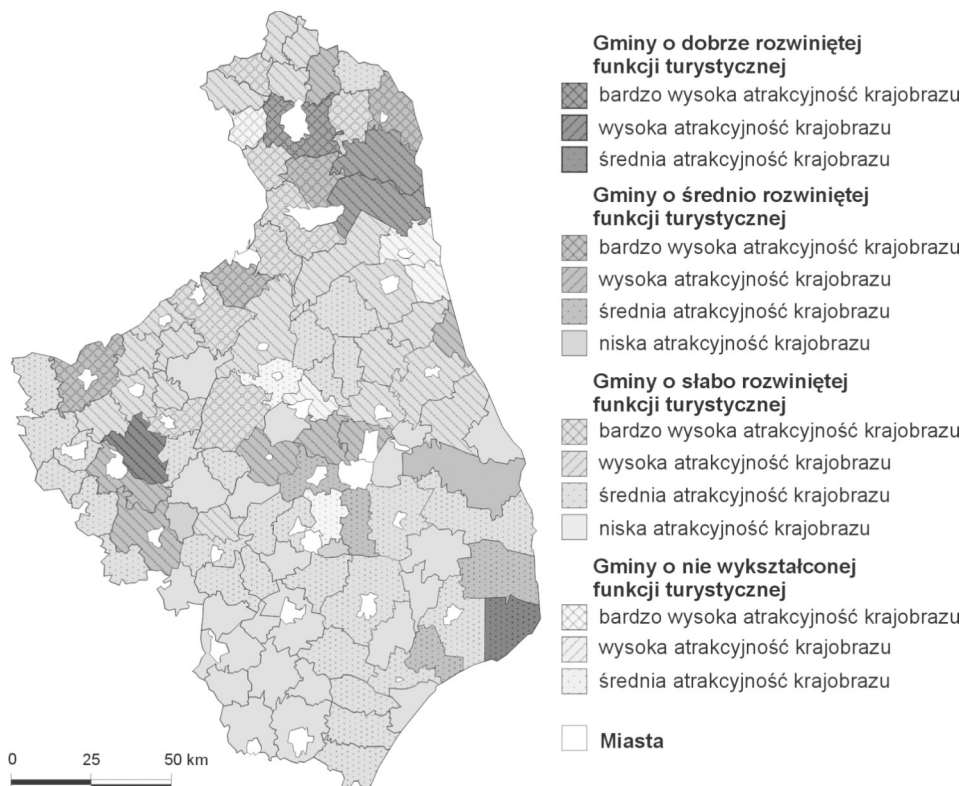 Gminy o dobrze rozwiniętej
funkcji turystycznej
bardzo wysoka atrakcyjność krajobrazu
wysoka atrakcyjność krajobrazu
średnia atrakcyjność krajobrazu
Gminy o średnio rozwiniętej
funkcji turystycznej
bardzo wysoka atrakcyjność krajobrazu
wysoka atrakcyjność krajobrazu
średnia atrakcyjność krajobrazu
niska atrakcyjność krajobrazu
Gminy o słabo rozwiniętej
funkcji turystycznej
bardzo wysoka atrakcyjność krajobrazu
wysoka atrakcyjność krajobrazu
średnia atrakcyjność krajobrazu
niska atrakcyjność krajobrazu
Gminy o nie wykształconej
funkcji turystycznej
bardzo wysoka atrakcyjność krajobrazu
wysoka atrakcyjność krajobrazu
średnia atrakcyjność krajobrazu
Miasta
0 25 50 km